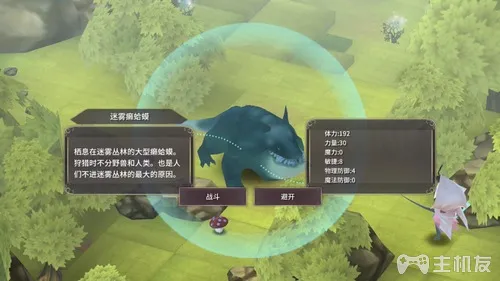 迷雾癞蛤蟆
栖息在迷雾丛林的大型癞蛤蟆。
狩猎时不分野兽和人类。也是人
们不进迷雾丛林的最大的原因。
体力:192
力量:30
魔力:0
敏捷:8
物理防御:4
魔法防御:0
战斗
避开
主机友